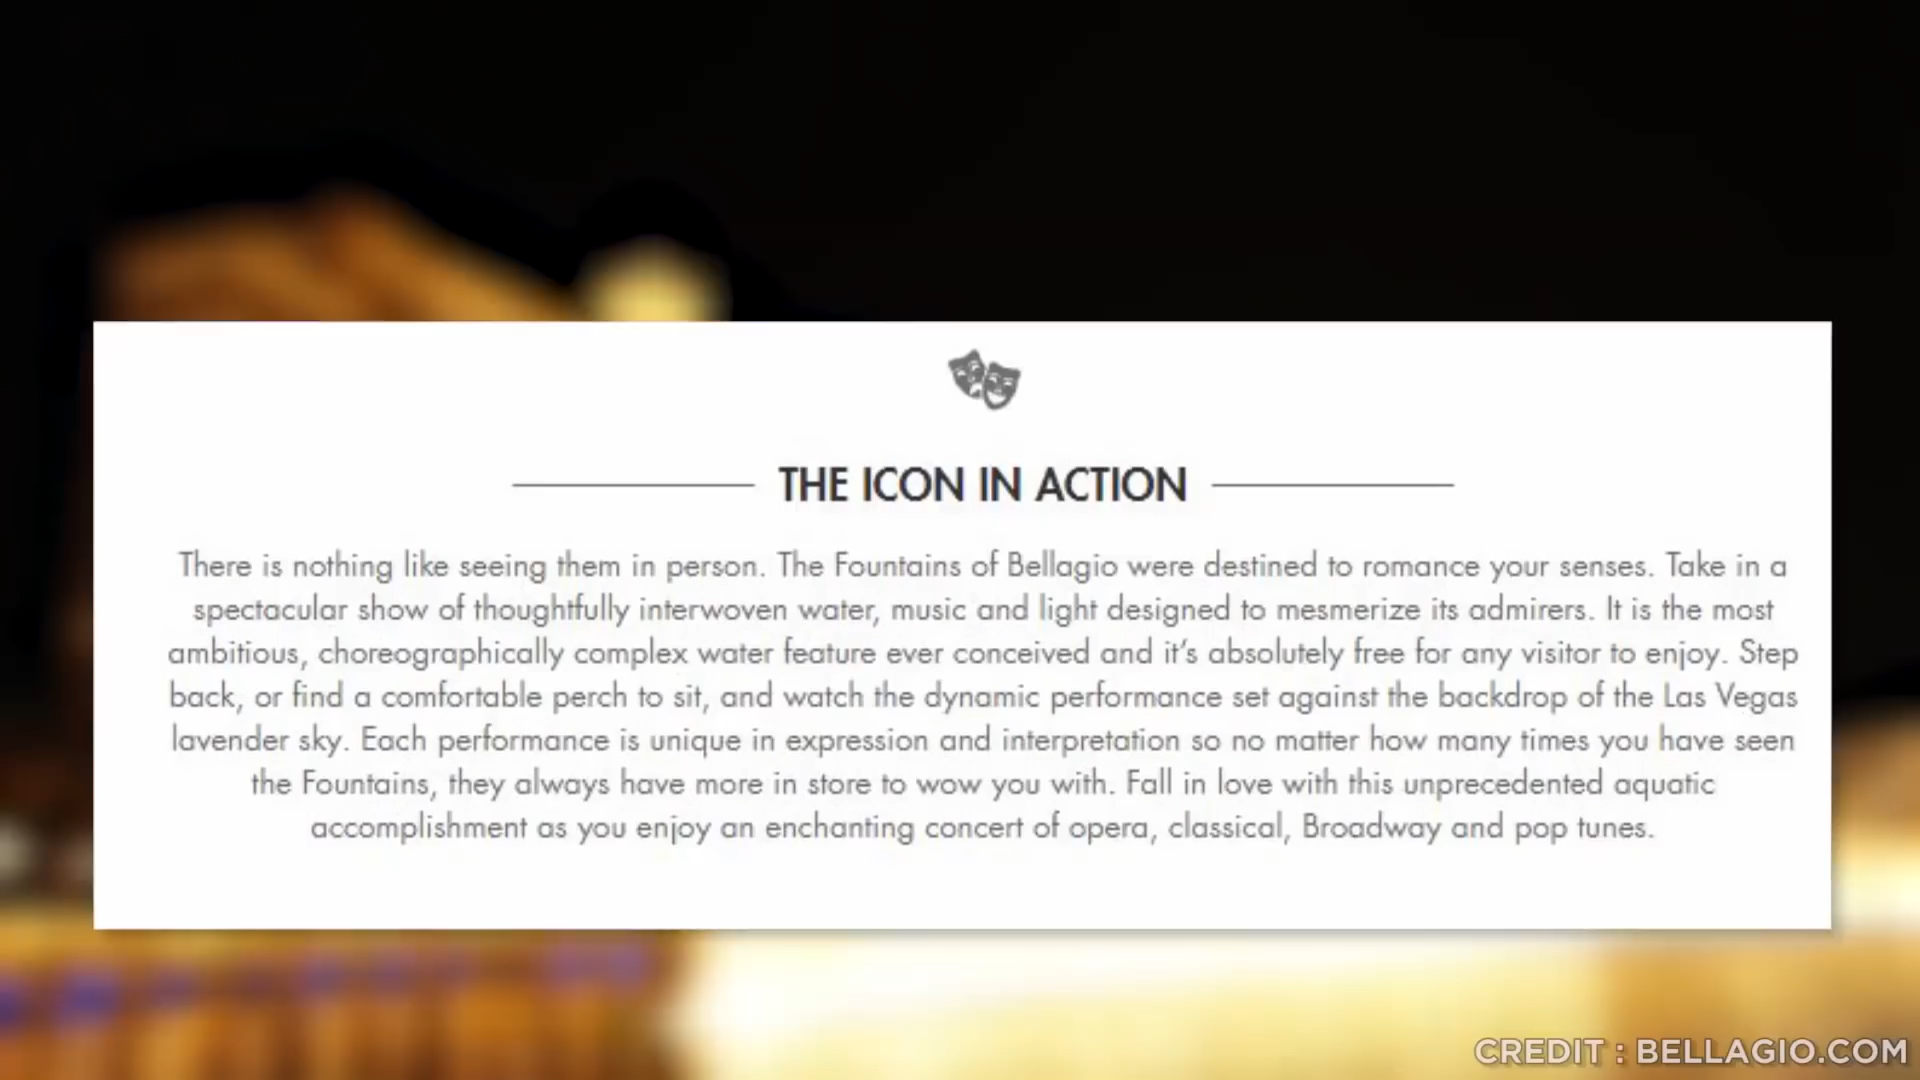 THE ICON IN ACTION
There is nothing like seeing them in person. The Fountains of Bellagio were destined to romance your senses. Take in a
spectacular show of thoughtfully interwoven water, music and light designed to mesmerize its admirers. It is the most
ambitious, choreographically complex water feature ever conceived and it's absolutely free for any visitor to enjoy. Step
back, or find a comfortable perch to sit, and watch the dynamic performance set against the backdrop of the Las Vegas
lavender sky. Each performance is unique in expression and interpretation so no matter how many times you have seen
the Fountains, they always have more in store to wow you with. Fall in love with this unprecedented aquatic
accomplishment as you enjoy an enchanting concert of opera, classical, Broadway and pop tunes.
CREDIT : BELLAGIO.COM